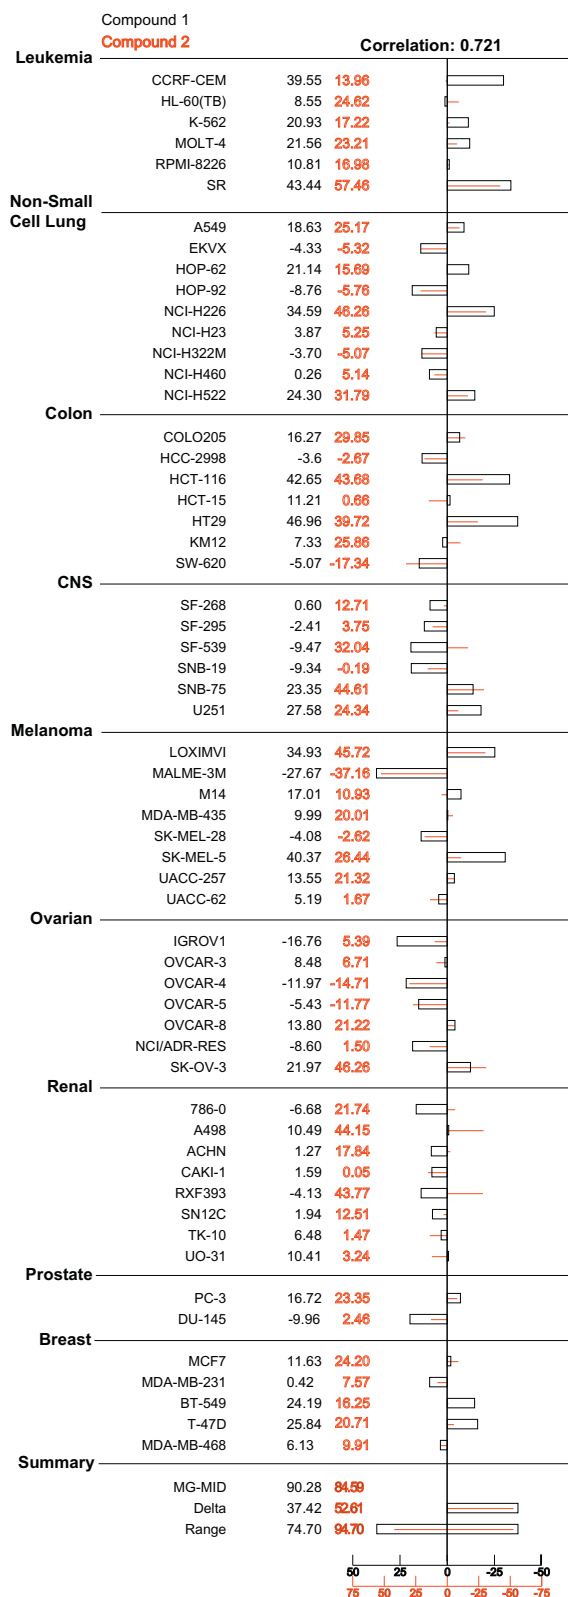 Compound 1
Compound 2
Correlation: 0.721
Leukemia
CCRF-CEM 39.55 13.96
HL-60(TB) 8.55 24.62
K-562 20.93 17.22
MOLT-4 21.56 23.21
RPMI-8226 10.81 16.98
SR 43.44 57.46
Non-Small
Cell Lung
A549 18.63 25.17
EKVX -4.33 -5.32
HOP-62 21.14 15.69
HOP-92 -8.76 -5.76
NCI-H226 34.59 46.26
NCI-H23 3.87 5.25
NCI-H322M -3.70 -5.07
NCI-H460 0.26 5.14
NCI-H522 24.30 31.79
Colon
COLO205 16.27 29.85
HCC-2998 -3.6 -2.67
HCT-116 42.65 43.68
HCT-15 11.21 0.66
HT29 46.96 39.72
KM12 7.33 25.86
SW-620 -5.07 -17.34
CNS
SF-268 0.60 12.71
SF-295 -2.41 3.75
SF-539 -9.47 32.04
SNB-19 -9.34 -0.19
SNB-75 23.35 44.61
U251 27.58 24.34
Melanoma
LOXIMVI 34.93 45.72
MALME-3M -27.67 -37.16
M14 17.01 10.93
MDA-MB-435 9.99 20.01
SK-MEL-28 -4.08 -2.62
SK-MEL-5 40.37 26.44
UACC-257 13.55 21.32
UACC-62 5.19 1.67
Ovarian
IGROV1 -16.76 5.39
OVCAR-3 8.48 6.71
OVCAR-4 -11.97 -14.71
OVCAR-5 -5.43 -11.77
OVCAR-8 13.80 21.22
NCI/ADR-RES -8.60 1.50
SK-OV-3 21.97 46.26
Renal
786-0 -6.68 21.74
A498 10.49 44.15
ACHN 1.27 17.84
CAKI-1 1.59 0.05
RXF393 -4.13 43.77
SN12C 1.94 12.51
TK-10 6.48 1.47
UO-31 10.41 3.24
Prostate
PC-3 16.72 23.35
DU-145 -9.96 2.46
Breast
MCF7 11.63 24.20
MDA-MB-231 0.42 7.57
BT-549 24.19 16.25
T-47D 25.84 20.71
MDA-MB-468 6.13 9.91
Summary
MG-MID 90.28 84.59
Delta 37.42 52.61
Range 74.70 94.70
50 25 0 -25 -50
75 50 25 0 -25 -50 -75